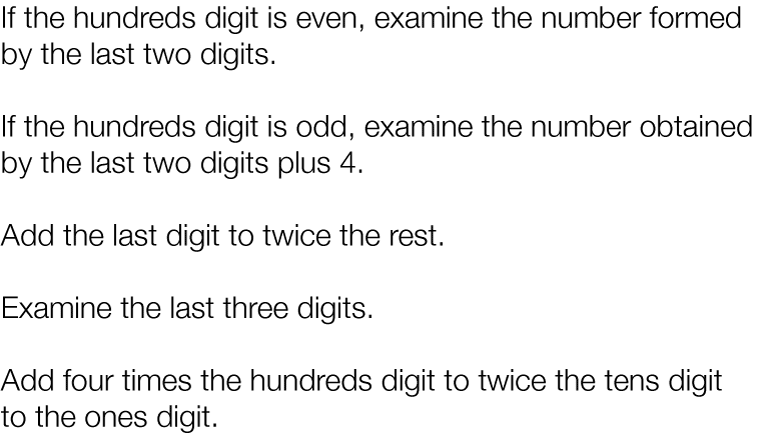 If the hundreds digit is even, examine the number formed
by the last two digits.
If the hundreds digit is odd, examine the number obtained
by the last two digits plus 4.
Add the last digit to twice the rest.
Examine the last three digits.
Add four times the hundreds digit to twice the tens digit
to the ones digit.